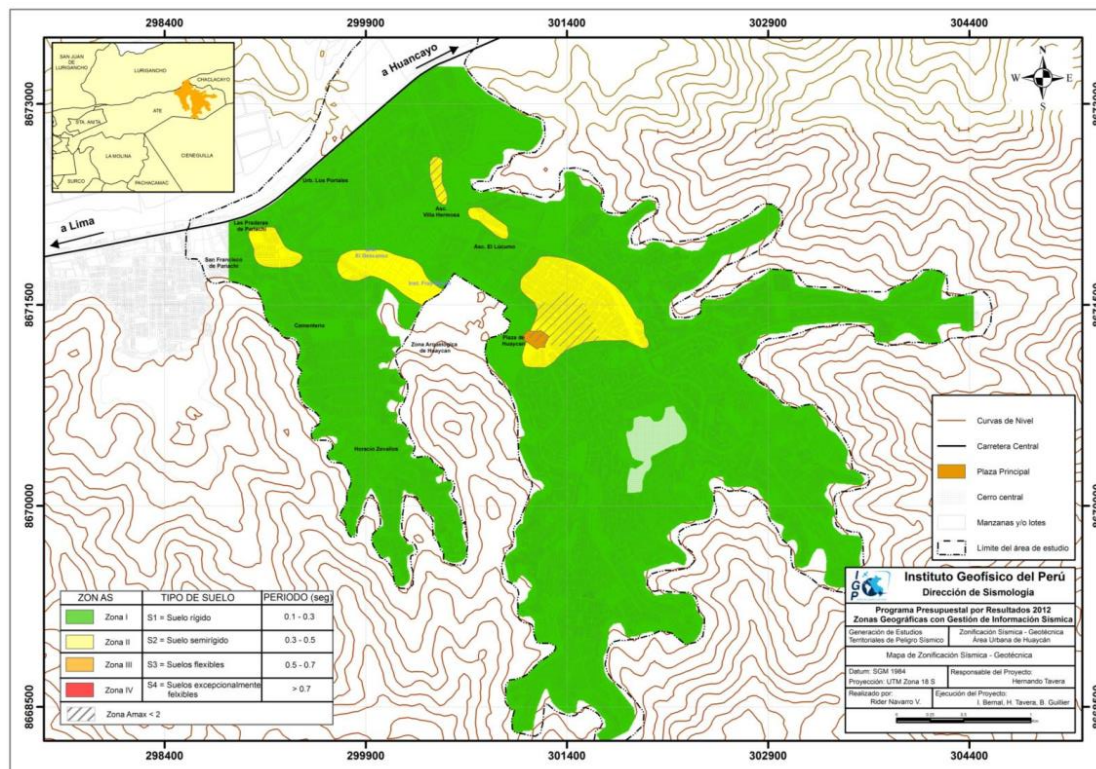 298400
299900
301400
302900
304400
8673000
8671500
8670000
8668500
8673000
8671500
8670000
8668500
SAN JUAN
DE
LURIGANCHO
LURIGANCHO
CHACLACAYO
ATE
STA. ANITA
LA MOLINA
CIENEGUILLA
SURCO
PACHACAMAC
a Huancayo
a Lima
N
W
E
S
Urb. Los Portales
Asc.
Villa Hermosa
Asc. El Lúcumo
Las Praderas
de Pariachi
San Francisco
de Pariachi
El Descanso
Cementerio
Zona Arqueológica
de Huaycán
Plaza de
Huaycán
Horacio Zevallos
Curvas de Nivel
Carretera Central
Plaza Principal
Cerro central
Manzanas y/o lotes
Límite del área de estudio
ZONAS
TIPO DE SUELO
PERIODO (seg)
Zona I
S1 = Suelo rígido
0.1 - 0.3
Zona II
S2 = Suelo semirígido
0.3 - 0.5
Zona III
S3 = Suelos flexibles
0.5 - 0.7
Zona IV
S4 = Suelos excepcionalmente
felxibles
> 0.7
Zona Amax < 2
IGP
Instituto Geofísico del Perú
Dirección de Sismología
Programa Presupuestal por Resultados 2012
Zonas Geográficas con Gestión de Información Sísmica
Generación de Estudios
Territoriales de Peligro Sísmico
Zonificación Sísmica - Geotécnica
Área Urbana de Huaycán
Mapa de Zonificación Sísmica - Geotécnica
Datum: SGM 1984
Proyección: UTM Zona 18 S
Responsable del Proyecto:
Hernando Tavera
Realizado por:
Rider Navarro V.
Ejecución del Proyecto:
I. Bernal, H. Tavera, B. Guillier